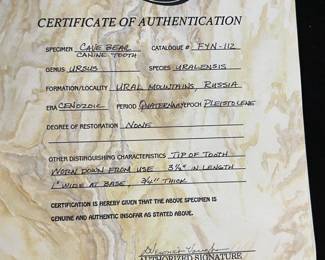 CERTIFICATE OF AUTHENTICATION
SPECIMEN CAVE BEAR CATALOGUE # FYN-112
CANINE TOOTH
GENUS URSUS SPECIES URALENSIS
FORMATION/LOCALITY URAL MOUNTAINS, RUSSIA
ERA CENOZOIC PERIOD QUATERNARY EPOCH PLEISTOCENE
DEGREE OF RESTORATION NONE
OTHER DISTINGUISHING CHARACTERISTICS TIP OF TOOTH
WORN DOWN FROM USE 3 1/2" IN LENGTH
1" WIDE AT BASE, 3/4" THICK
CERTIFICATION IS HEREBY GIVEN THAT THE ABOVE SPECIMEN IS
GENUINE AND AUTHENTIC INSOFAR AS STATED ABOVE.
AUTHORIZED SIGNATURE